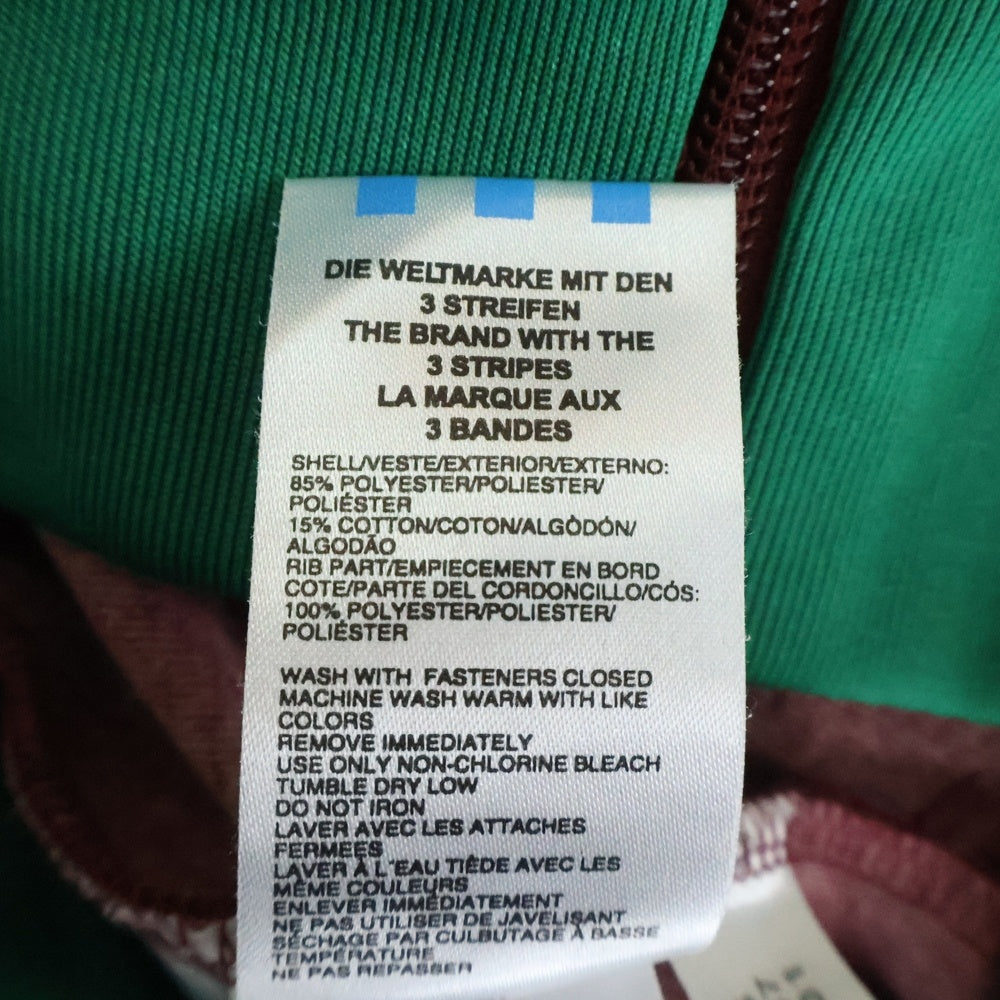 DIE WELTMARKE MIT DEN
3 STREIFEN
THE BRAND WITH THE
3 STRIPES
LA MARQUE AUX
3 BANDES
SHELL/VESTE/EXTERIOR/EXTERNO:
85% POLYESTER/POLIESTER/
POLIÉSTER
15% COTTON/COTON/ALGÒDÓN/
ALGODÃO
RIB PART/EMPIECEMENT EN BORD
COTE/PARTE DEL CORDONCILLO/CÓS:
100% POLYESTER/POLIESTER/
POLIÉSTER
WASH WITH FASTENERS CLOSED
MACHINE WASH WARM WITH LIKE
COLORS
REMOVE IMMEDIATELY
USE ONLY NON-CHLORINE BLEACH
TUMBLE DRY LOW
DO NOT IRON
LAVER AVEC LES ATTACHES
FERMEES
LAVER À L'EAU TIÈDE AVEC LES
MÊME COULEURS
ENLEVER IMMÉDIATEMENT
NE PAS UTILISER DE JAVELISANT
SÉCHAGE PAR CULBUTAGE À BASSE
TEMPÉRATURE
NE PAS REPASSER